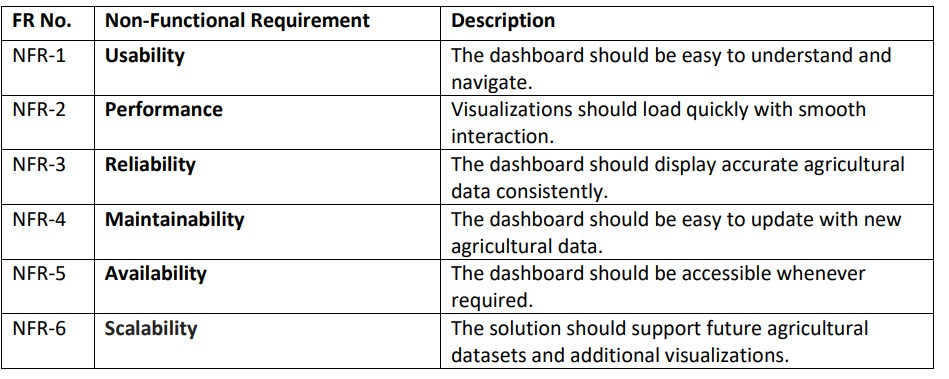 FR No. Non-Functional Requirement Description
NFR-1 Usability The dashboard should be easy to understand and
navigate.
NFR-2 Performance Visualizations should load quickly with smooth
interaction.
NFR-3 Reliability The dashboard should display accurate agricultural
data consistently.
NFR-4 Maintainability The dashboard should be easy to update with new
agricultural data.
NFR-5 Availability The dashboard should be accessible whenever
required.
NFR-6 Scalability The solution should support future agricultural
datasets and additional visualizations.